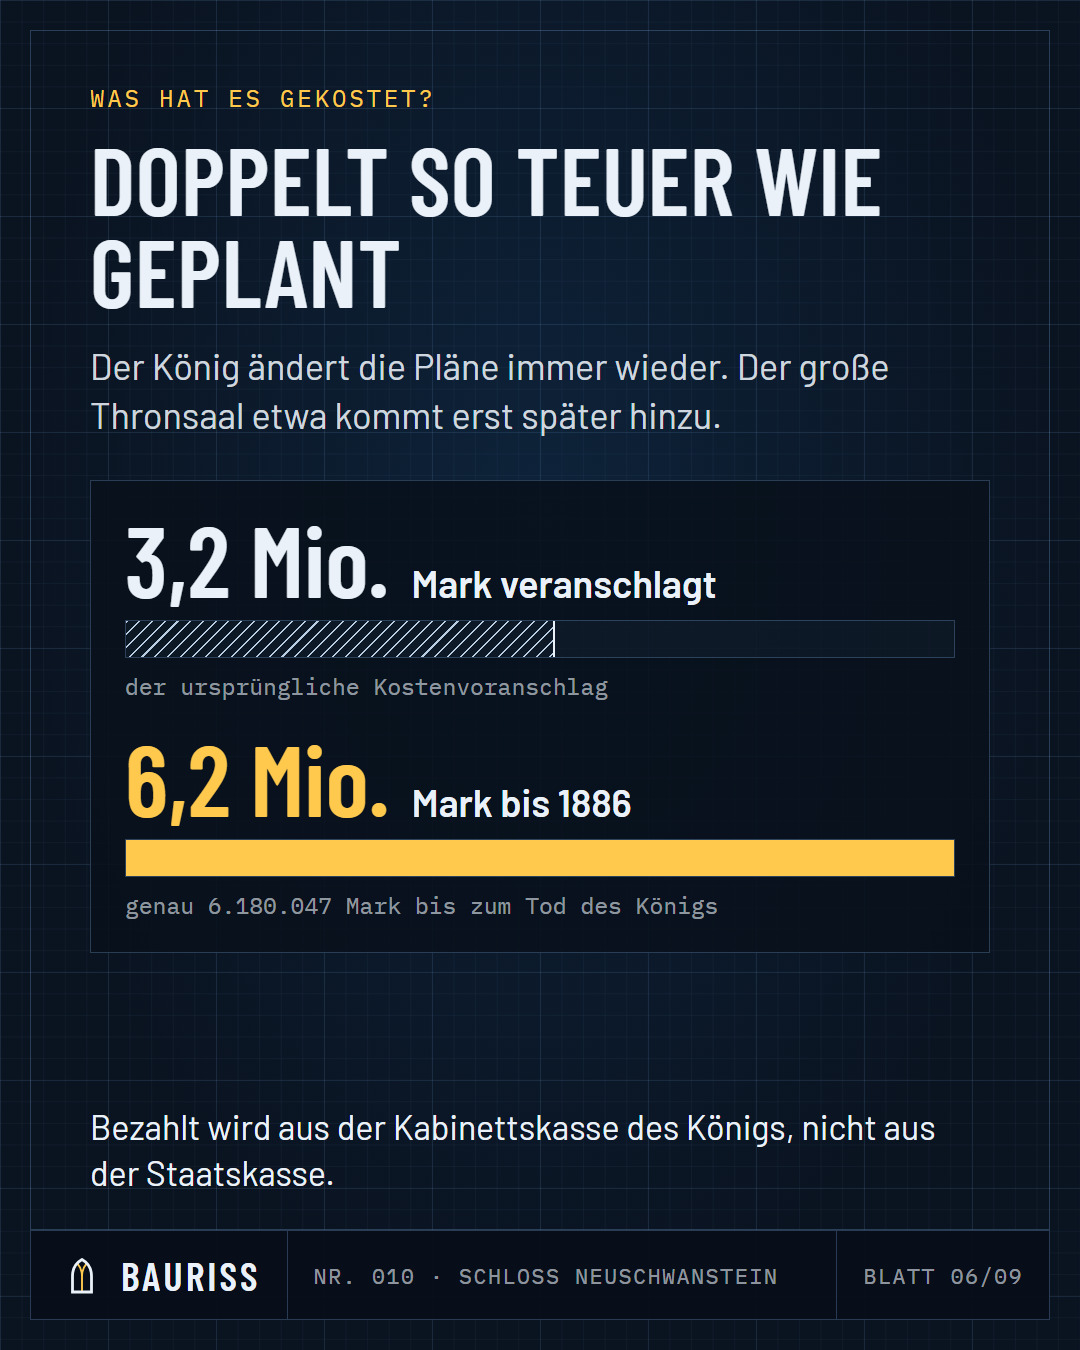 WAS HAT ES GEKOSTET?
DOPPELT SO TEUER WIE
GEPLANT
Der König ändert die Pläne immer wieder. Der große
Thronsaal etwa kommt erst später hinzu.
3,2 Mio. Mark veranschlagt
der ursprüngliche Kostenvoranschlag
6,2 Mio. Mark bis 1886
genau 6.180.047 Mark bis zum Tod des Königs
Bezahlt wird aus der Kabinettskasse des Königs, nicht aus
der Staatskasse.
BAURISS
NR. 010 · SCHLOSS NEUSCHWANSTEIN
BLATT 06/09